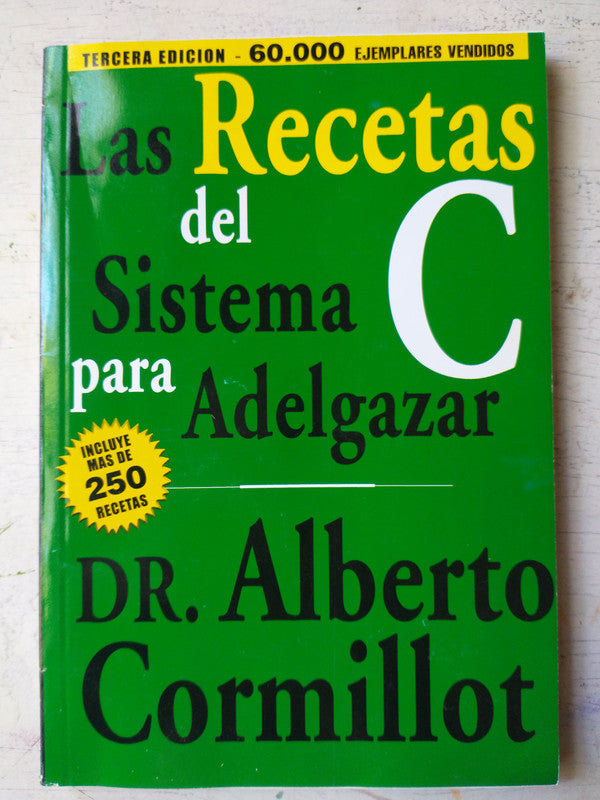 TERCERA EDICION - 60.000 EJEMPLARES VENDIDOS
Las Recetas
del
Sistema C
para
Adelgazar
INCLUYE
MAS DE
250
RECETAS
DR. Alberto
Cormillot